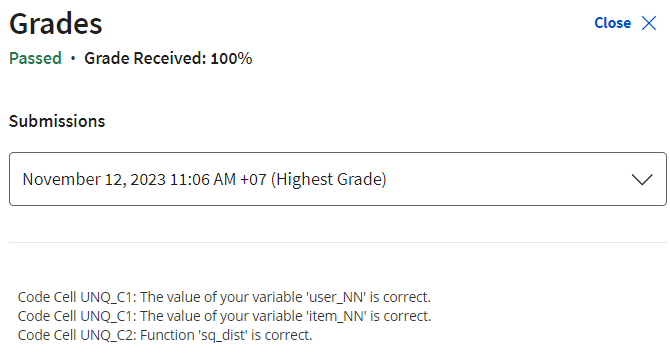 Grades
Close
Passed • Grade Received: 100%
Submissions
November 12, 2023 11:06 AM +07 (Highest Grade)
Code Cell UNQ_C1: The value of your variable 'user_NN' is correct.
Code Cell UNQ_C1: The value of your variable 'item_NN' is correct.
Code Cell UNQ_C2: Function 'sq_dist' is correct.